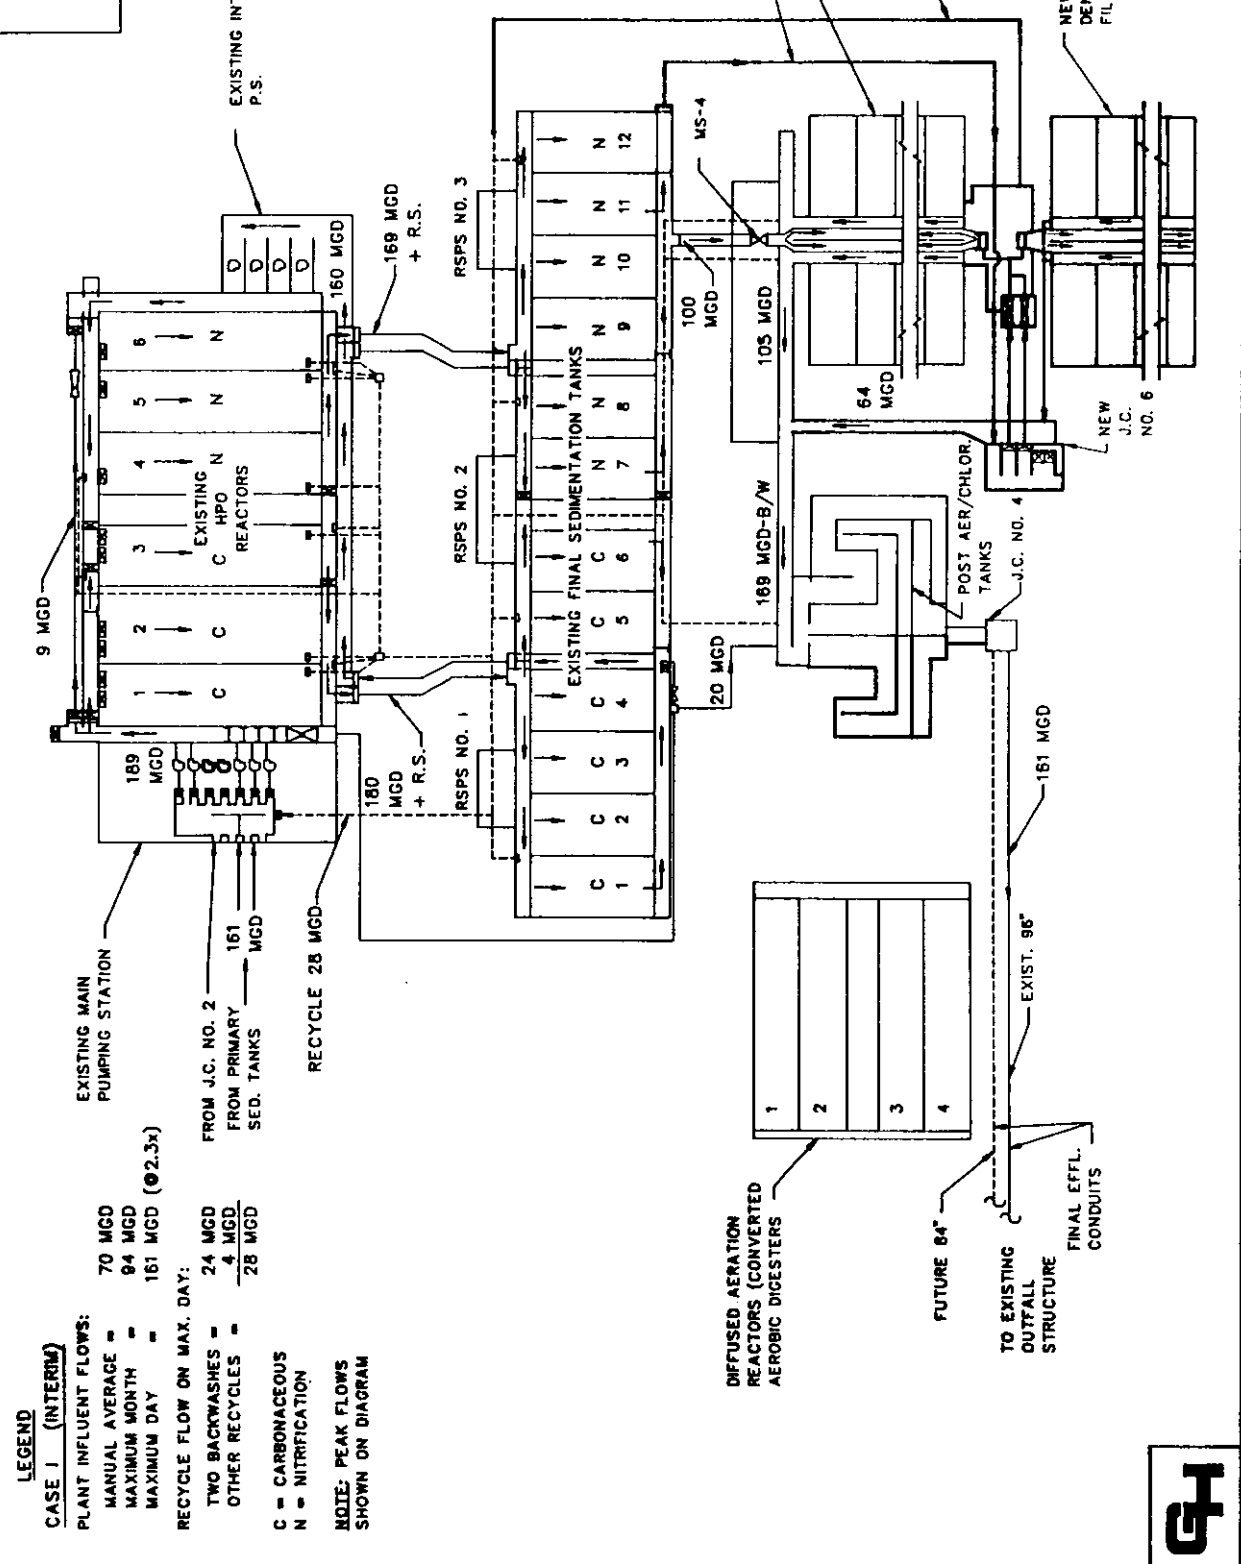 LEGEND
CASE I (INTERIM)
PLANT INFLUENT FLOWS:
MANUAL AVERAGE = 70 MGD
MAXIMUM MONTH = 94 MGD
MAXIMUM DAY = 161 MGD (@2.3x)
RECYCLE FLOW ON MAX. DAY:
TWO BACKWASHES = 24 MGD
OTHER RECYCLES = 4 MGD
28 MGD
C = CARBONACEOUS
N = NITRIFICATION
NOTE: PEAK FLOWS
SHOWN ON DIAGRAM
EXISTING MAIN
PUMPING STATION
FROM J.C. NO. 2
FROM PRIMARY
SED. TANKS
161
MGD
RECYCLE 28 MGD
189
MGD
9 MGD
1 2 3 4 5 6
EXISTING
HPO
REACTORS
C C C N N N
D D D D
EXISTING INT
P.S.
160 MGD
169 MGD
+ R.S.
180
MGD
+ R.S.
RSPS NO. 1
RSPS NO. 2
RSPS NO. 3
EXISTING FINAL SEDIMENTATION TANKS
C C C C C C N N N N N N
1 2 3 4 5 6 7 8 9 10 11 12
MS-4
100
MGD
105 MGD
20 MGD
169 MGD-B/W
64
MGD
POST AER/CHLOR.
TANKS
J.C. NO. 4
NEW
J.C.
NO. 6
NEW
DEN
FIL
161 MGD
EXIST. 96"
DIFFUSED AERATION
REACTORS (CONVERTED
AEROBIC DIGESTERS
1
2
3
4
FUTURE 84"
TO EXISTING
OUTFALL
STRUCTURE
FINAL EFFL.
CONDUITS
GH